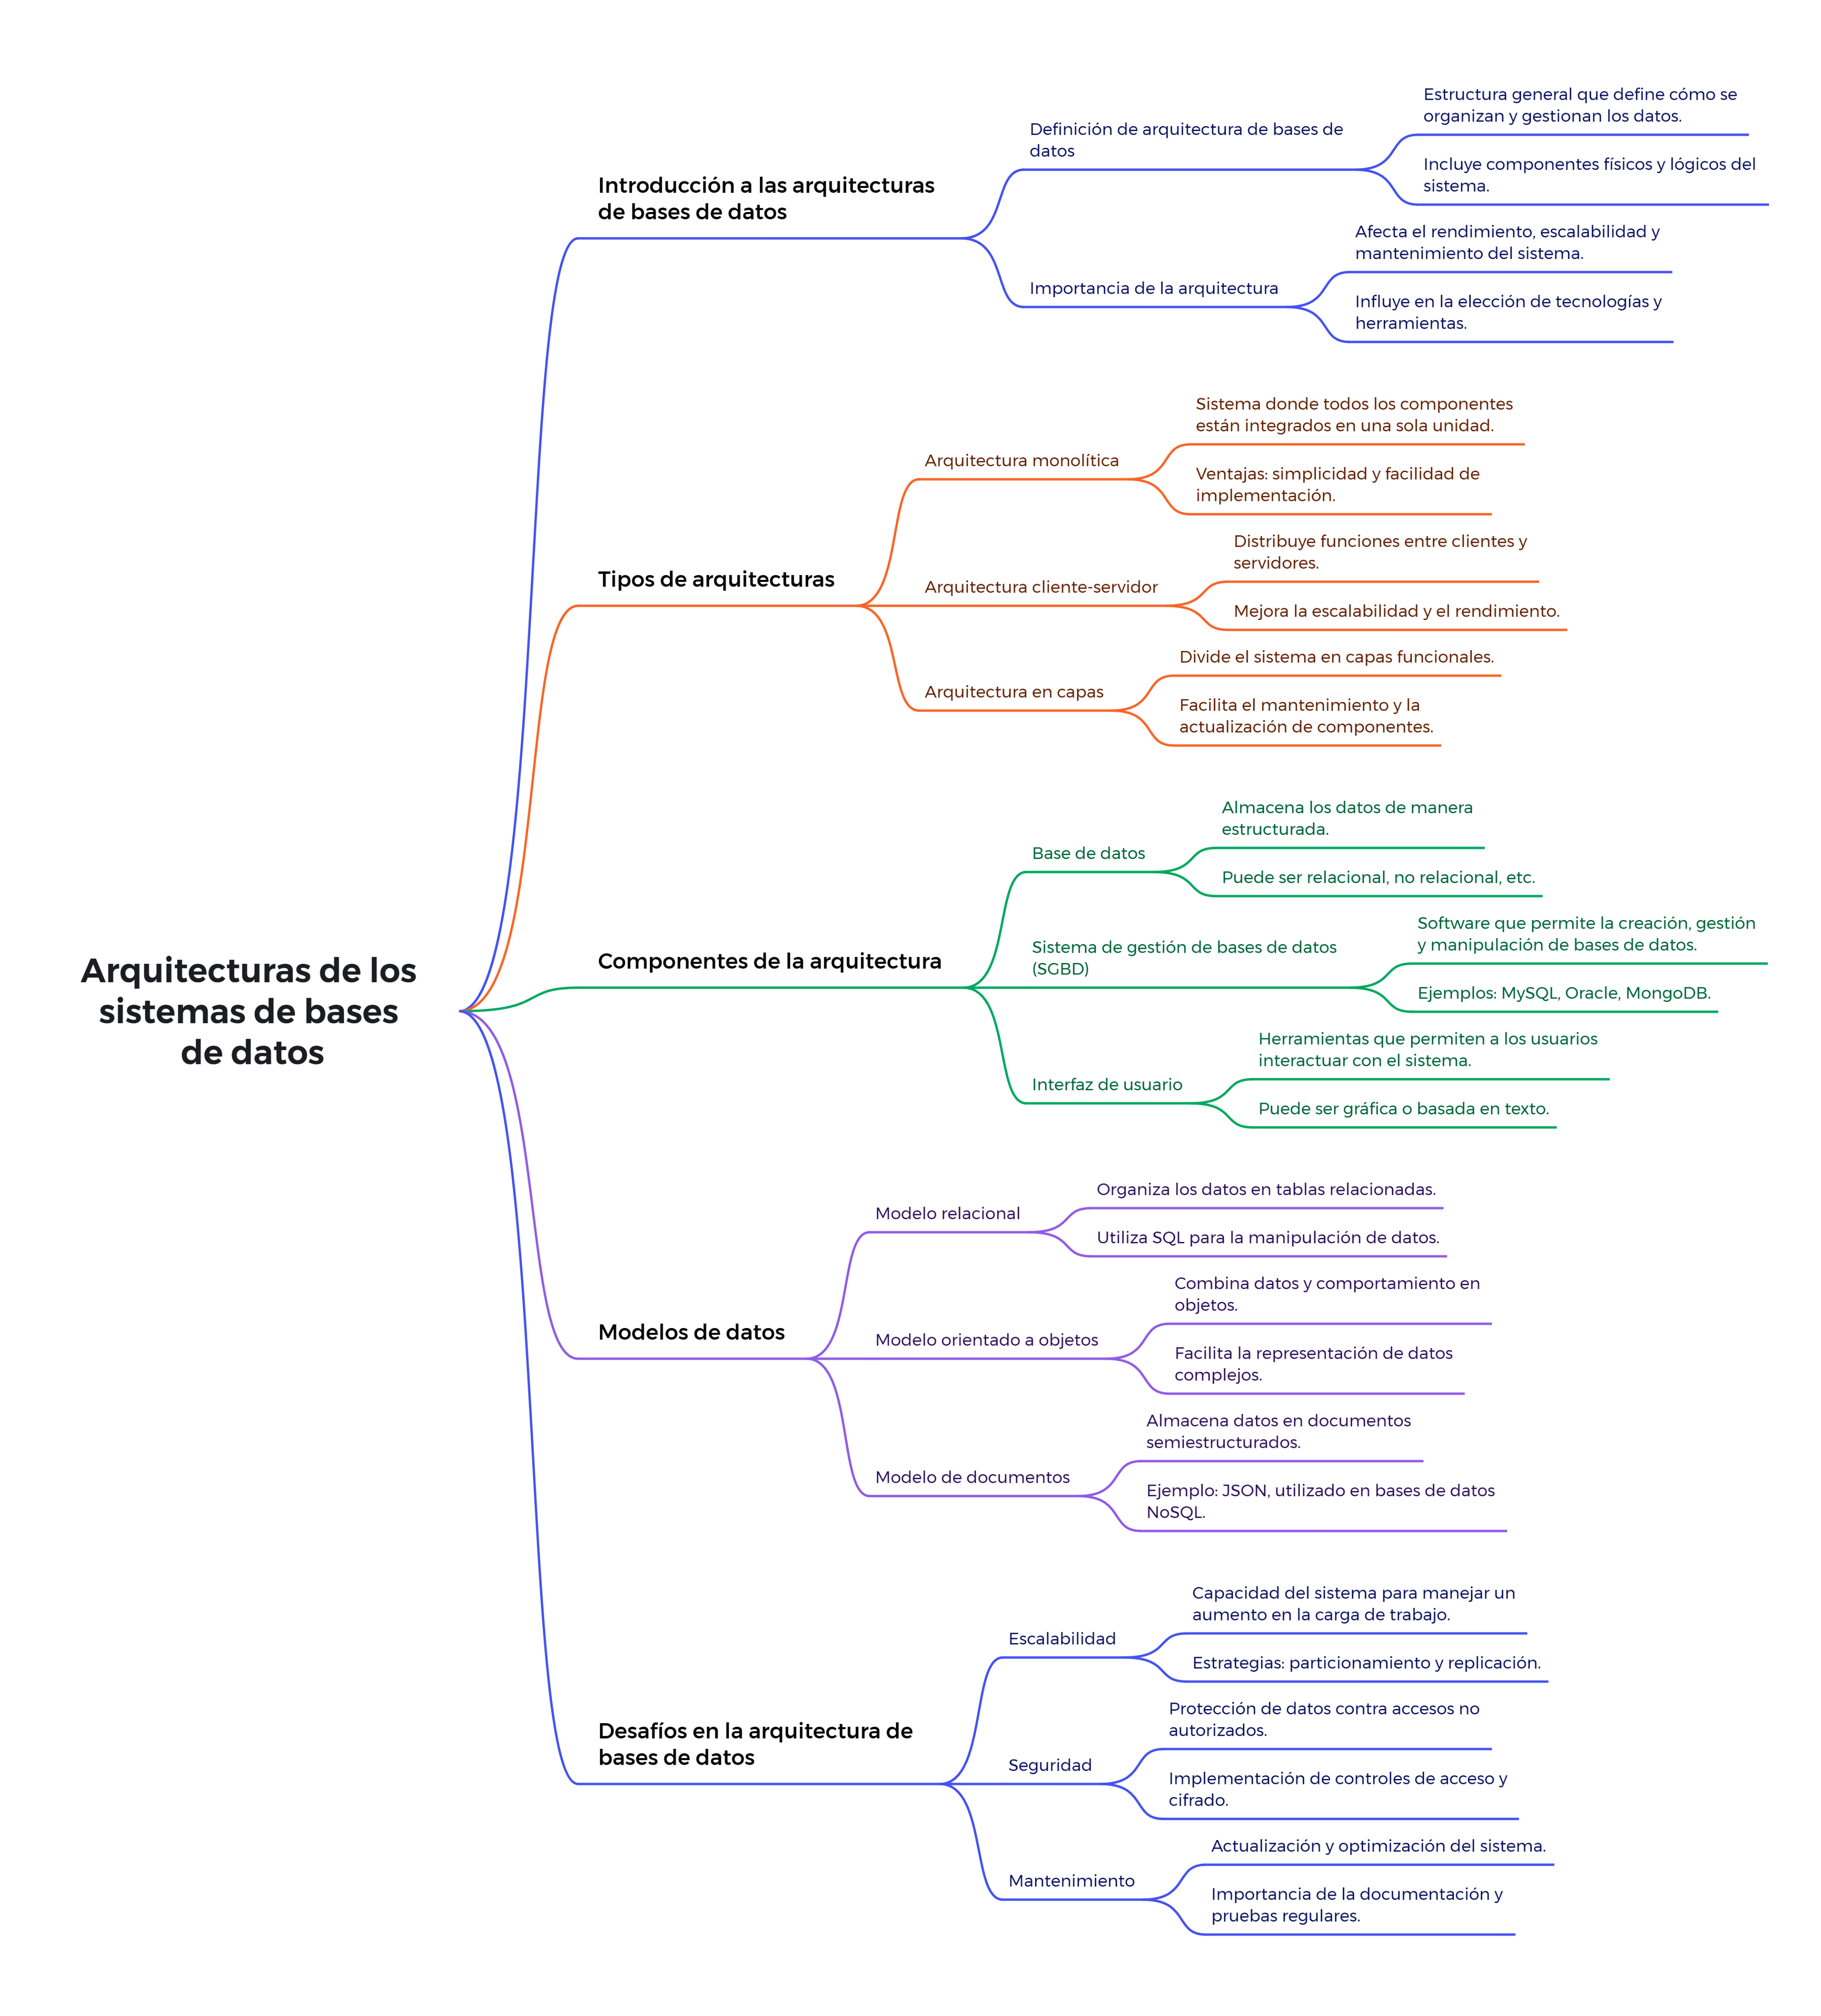 Arquitecturas de los
sistemas de bases
de datos
Introducción a las arquitecturas
de bases de datos
Definición de arquitectura de bases de
datos
Estructura general que define cómo se
organizan y gestionan los datos.
Incluye componentes físicos y lógicos del
sistema.
Importancia de la arquitectura
Afecta el rendimiento, escalabilidad y
mantenimiento del sistema.
Influye en la elección de tecnologías y
herramientas.
Tipos de arquitecturas
Arquitectura monolítica
Sistema donde todos los componentes
están integrados en una sola unidad.
Ventajas: simplicidad y facilidad de
implementación.
Arquitectura cliente-servidor
Distribuye funciones entre clientes y
servidores.
Mejora la escalabilidad y el rendimiento.
Arquitectura en capas
Divide el sistema en capas funcionales.
Facilita el mantenimiento y la
actualización de componentes.
Componentes de la arquitectura
Base de datos
Almacena los datos de manera
estructurada.
Puede ser relacional, no relacional, etc.
Sistema de gestión de bases de datos
(SGBD)
Software que permite la creación, gestión
y manipulación de bases de datos.
Ejemplos: MySQL, Oracle, MongoDB.
Interfaz de usuario
Herramientas que permiten a los usuarios
interactuar con el sistema.
Puede ser gráfica o basada en texto.
Modelos de datos
Modelo relacional
Organiza los datos en tablas relacionadas.
Utiliza SQL para la manipulación de datos.
Modelo orientado a objetos
Combina datos y comportamiento en
objetos.
Facilita la representación de datos
complejos.
Modelo de documentos
Almacena datos en documentos
semiestructurados.
Ejemplo: JSON, utilizado en bases de datos
NoSQL.
Desafíos en la arquitectura de
bases de datos
Escalabilidad
Capacidad del sistema para manejar un
aumento en la carga de trabajo.
Estrategias: particionamiento y replicación.
Seguridad
Protección de datos contra accesos no
autorizados.
Implementación de controles de acceso y
cifrado.
Mantenimiento
Actualización y optimización del sistema.
Importancia de la documentación y
pruebas regulares.